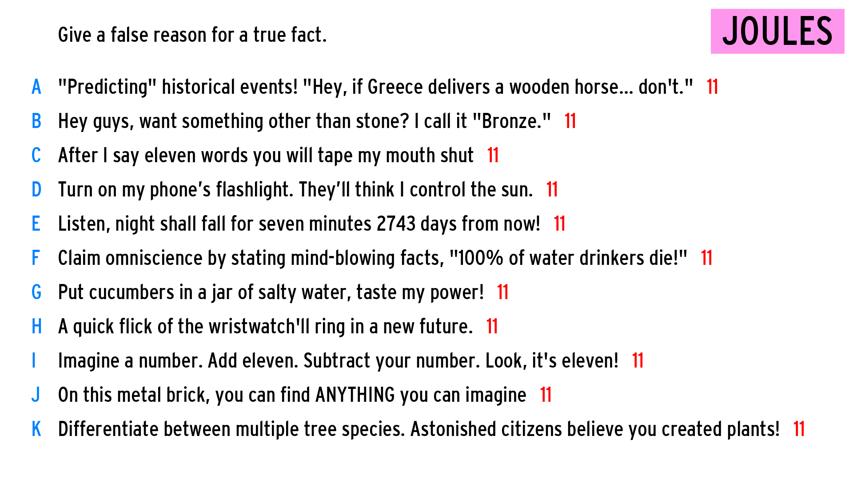 Give a false reason for a true fact.
JOULES
A "Predicting" historical events! "Hey, if Greece delivers a wooden horse... don't." 11
B Hey guys, want something other than stone? I call it "Bronze." 11
C After I say eleven words you will tape my mouth shut 11
D Turn on my phone’s flashlight. They’ll think I control the sun. 11
E Listen, night shall fall for seven minutes 2743 days from now! 11
F Claim omniscience by stating mind-blowing facts, "100% of water drinkers die!" 11
G Put cucumbers in a jar of salty water, taste my power! 11
H A quick flick of the wristwatch'll ring in a new future. 11
I Imagine a number. Add eleven. Subtract your number. Look, it's eleven! 11
J On this metal brick, you can find ANYTHING you can imagine 11
K Differentiate between multiple tree species. Astonished citizens believe you created plants! 11